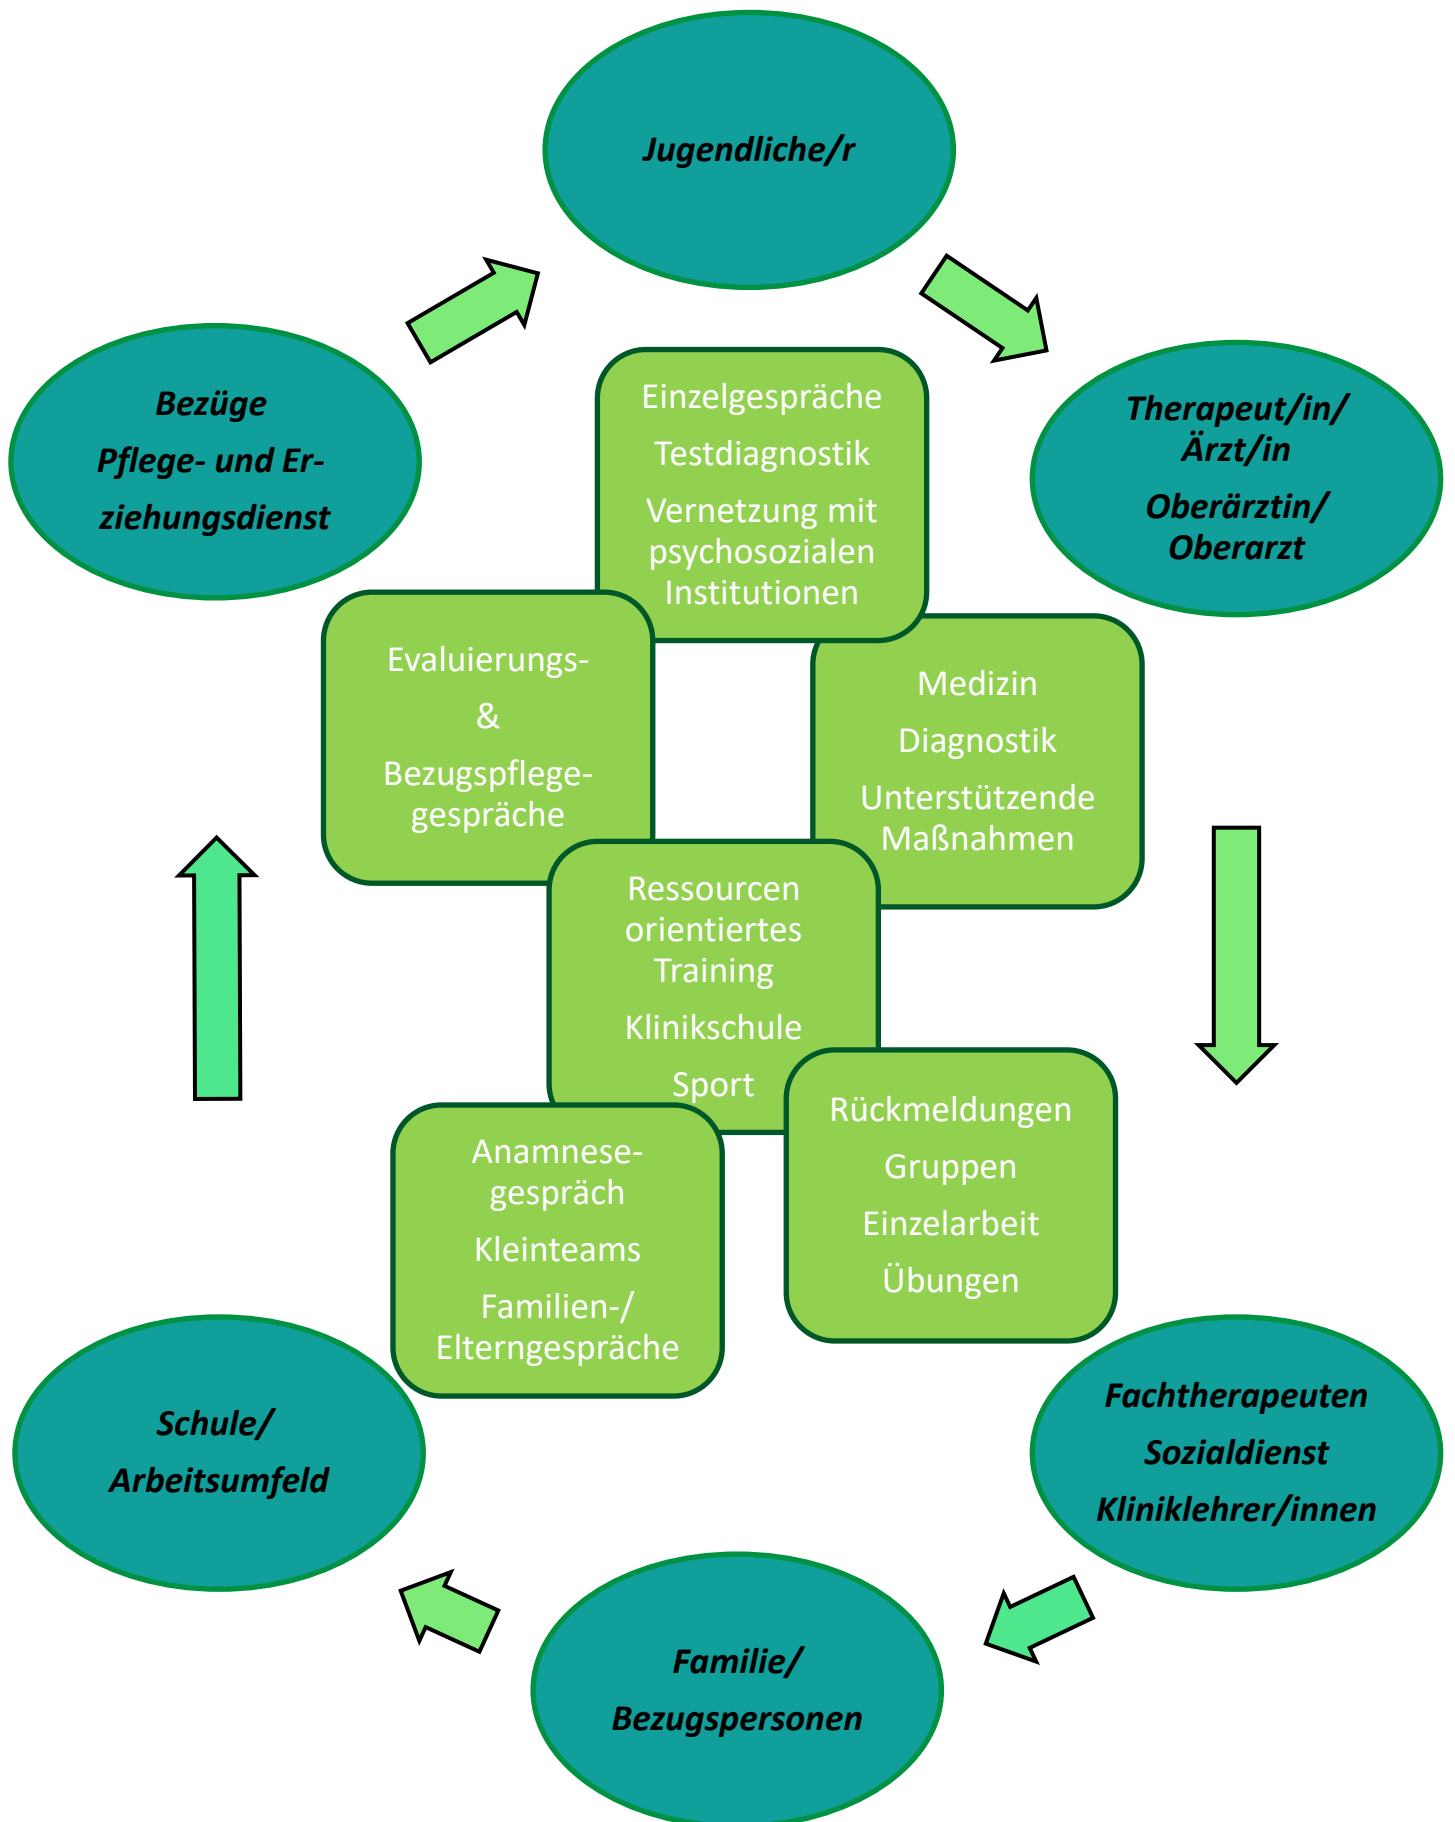 Jugendliche/r
Bezüge
Pflege- und Er-
ziehungsdienst
Therapeut/in/
Ärzt/in
Oberärztin/
Oberarzt
Einzelgespräche
Testdiagnostik
Vernetzung mit
psychosozialen
Institutionen
Evaluierungs-
&
Bezugspflege-
gespräche
Medizin
Diagnostik
Unterstützende
Maßnahmen
Ressourcen
orientiertes
Training
Klinikschule
Sport
Rückmeldungen
Gruppen
Einzelarbeit
Übungen
Anamnese-
gespräch
Kleinteams
Familien-/
Elterngespräche
Schule/
Arbeitsumfeld
Fachtherapeuten
Sozialdienst
Kliniklehrer/innen
Familie/
Bezugspersonen